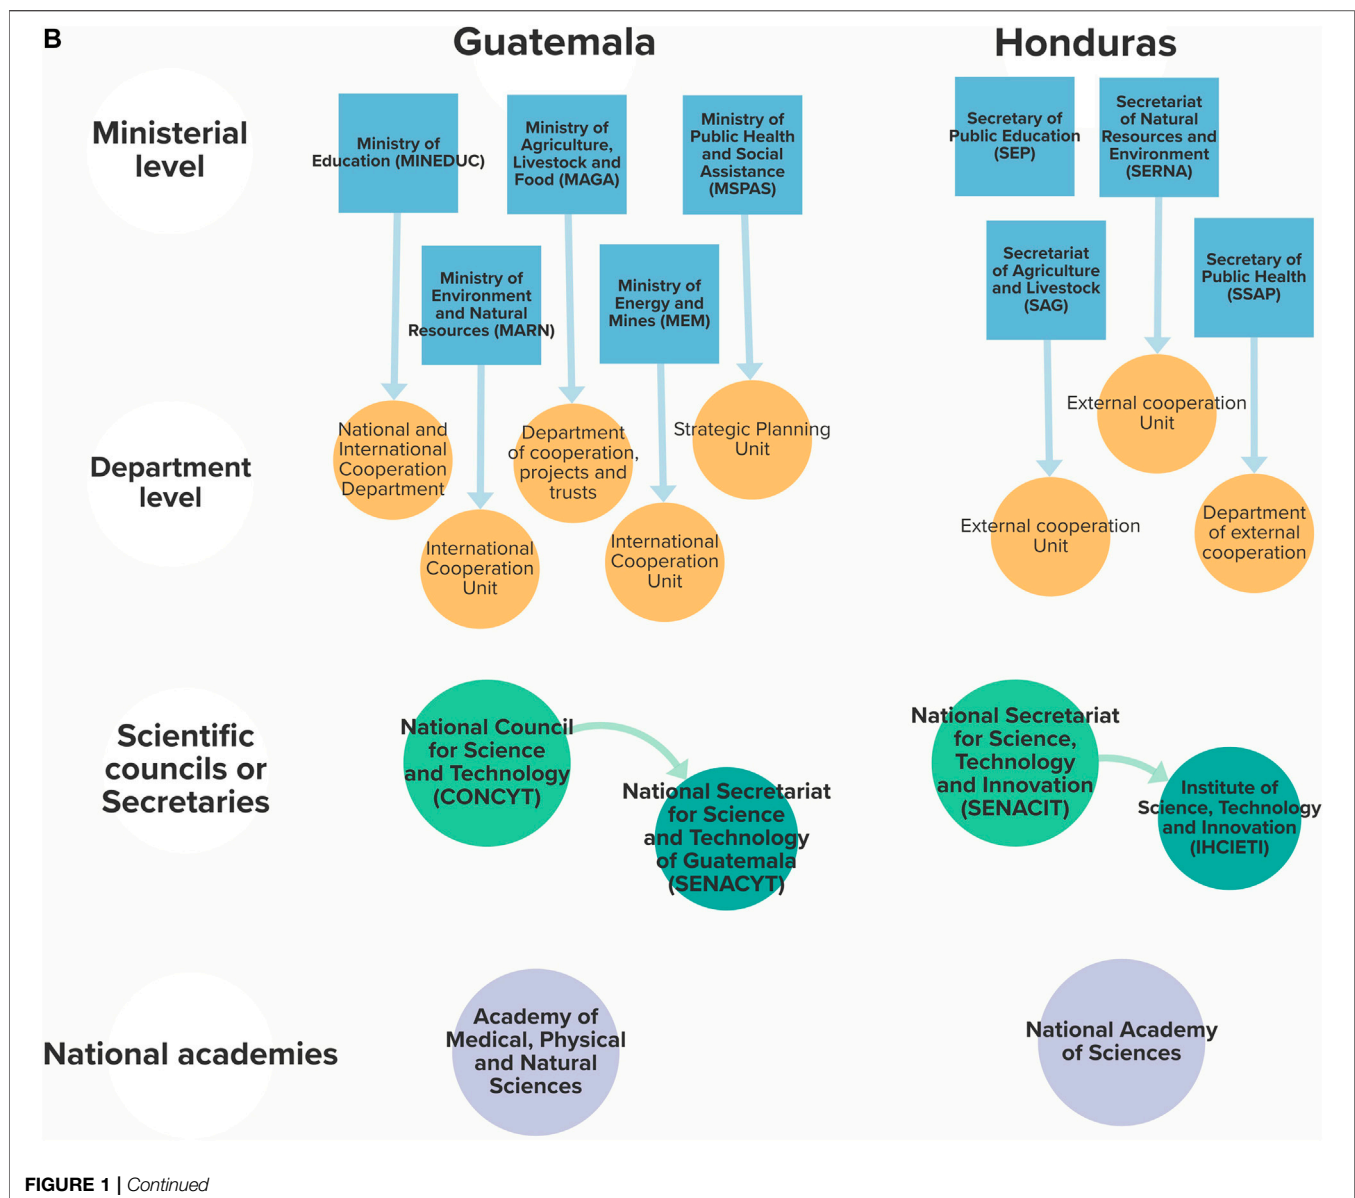 B
Guatemala
Honduras
Ministerial
level
Ministry of
Education (MINEDUC)
Ministry of
Agriculture,
Livestock and
Food (MAGA)
Ministry of
Public Health
and Social
Assistance
(MSPAS)
Secretary of
Public Education
(SEP)
Secretariat
of Natural
Resources and
Environment
(SERNA)
Ministry of
Environment
and Natural
Resources (MARN)
Ministry of
Energy and
Mines (MEM)
Secretariat
of Agriculture
and Livestock
(SAG)
Secretary of
Public Health
(SSAP)
Department
level
National and
International
Cooperation
Department
Department
of cooperation,
projects and
trusts
Strategic Planning
Unit
External cooperation
Unit
International
Cooperation
Unit
International
Cooperation
Unit
External cooperation
Unit
Department
of external
cooperation
Scientific
councils or
Secretaries
National Council
for Science
and Technology
(CONCYT)
National Secretariat
for Science
and Technology
of Guatemala
(SENACYT)
National Secretariat
for Science,
Technology
and Innovation
(SENACIT)
Institute of
Science, Technology
and Innovation
(IHCIETI)
National academies
Academy of
Medical, Physical
and Natural
Sciences
National Academy
of Sciences
FIGURE 1 | Continued